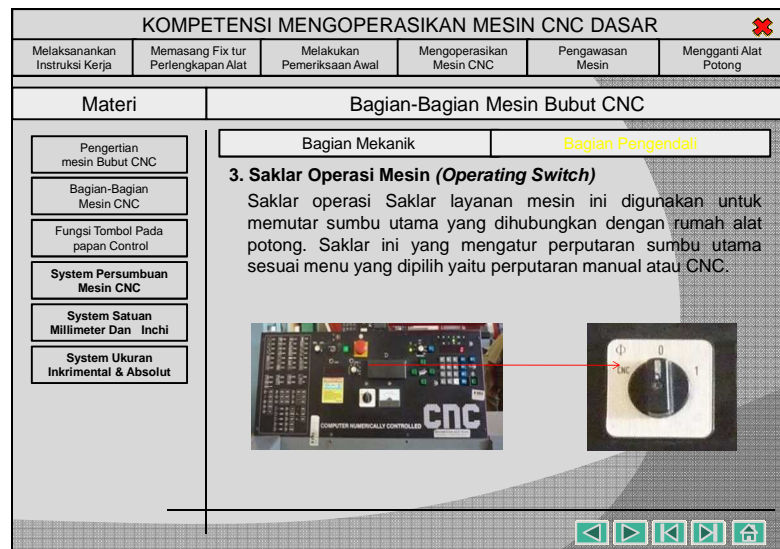 KOMPETENSI MENGOPERASIKAN MESIN CNC DASAR
Melaksanankan
Instruksi Kerja
Memasang Fix tur
Perlengkapan Alat
Melakukan
Pemeriksaan Awal
Mengoperasikan
Mesin CNC
Pengawasan
Mesin
Mengganti Alat
Potong
Materi
Bagian-Bagian Mesin Bubut CNC
Pengertian
mesin Bubut CNC
Bagian-Bagian
Mesin CNC
Fungsi Tombol Pada
papan Control
System Persumbuan
Mesin CNC
System Satuan
Millimeter Dan Inchi
System Ukuran
Inkrimental & Absolut
Bagian Mekanik
Bagian Pengendali
3. Saklar Operasi Mesin (Operating Switch)
Saklar operasi Saklar layanan mesin ini digunakan untuk
memutar sumbu utama yang dihubungkan dengan rumah alat
potong. Saklar ini yang mengatur perputaran sumbu utama
sesuai menu yang dipilih yaitu perputaran manual atau CNC.
COMPUTER NUMERICALLY CONTROLLED
CNC
0
CNC
1